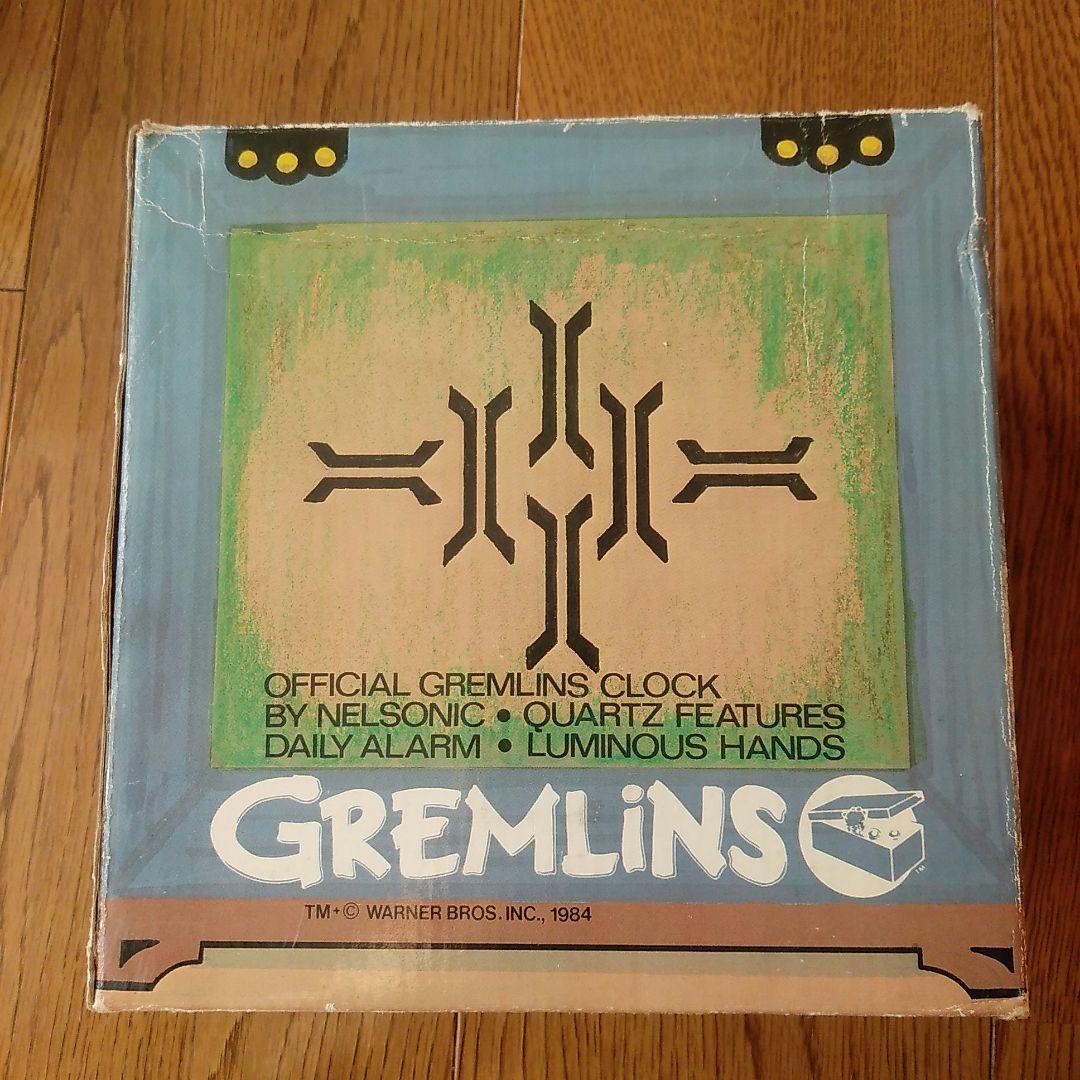 OFFICIAL GREMLINS CLOCK
BY NELSONIC • QUARTZ FEATURES
DAILY ALARM • LUMINOUS HANDS
GREMLiNS
TM
TM+© WARNER BROS. INC., 1984